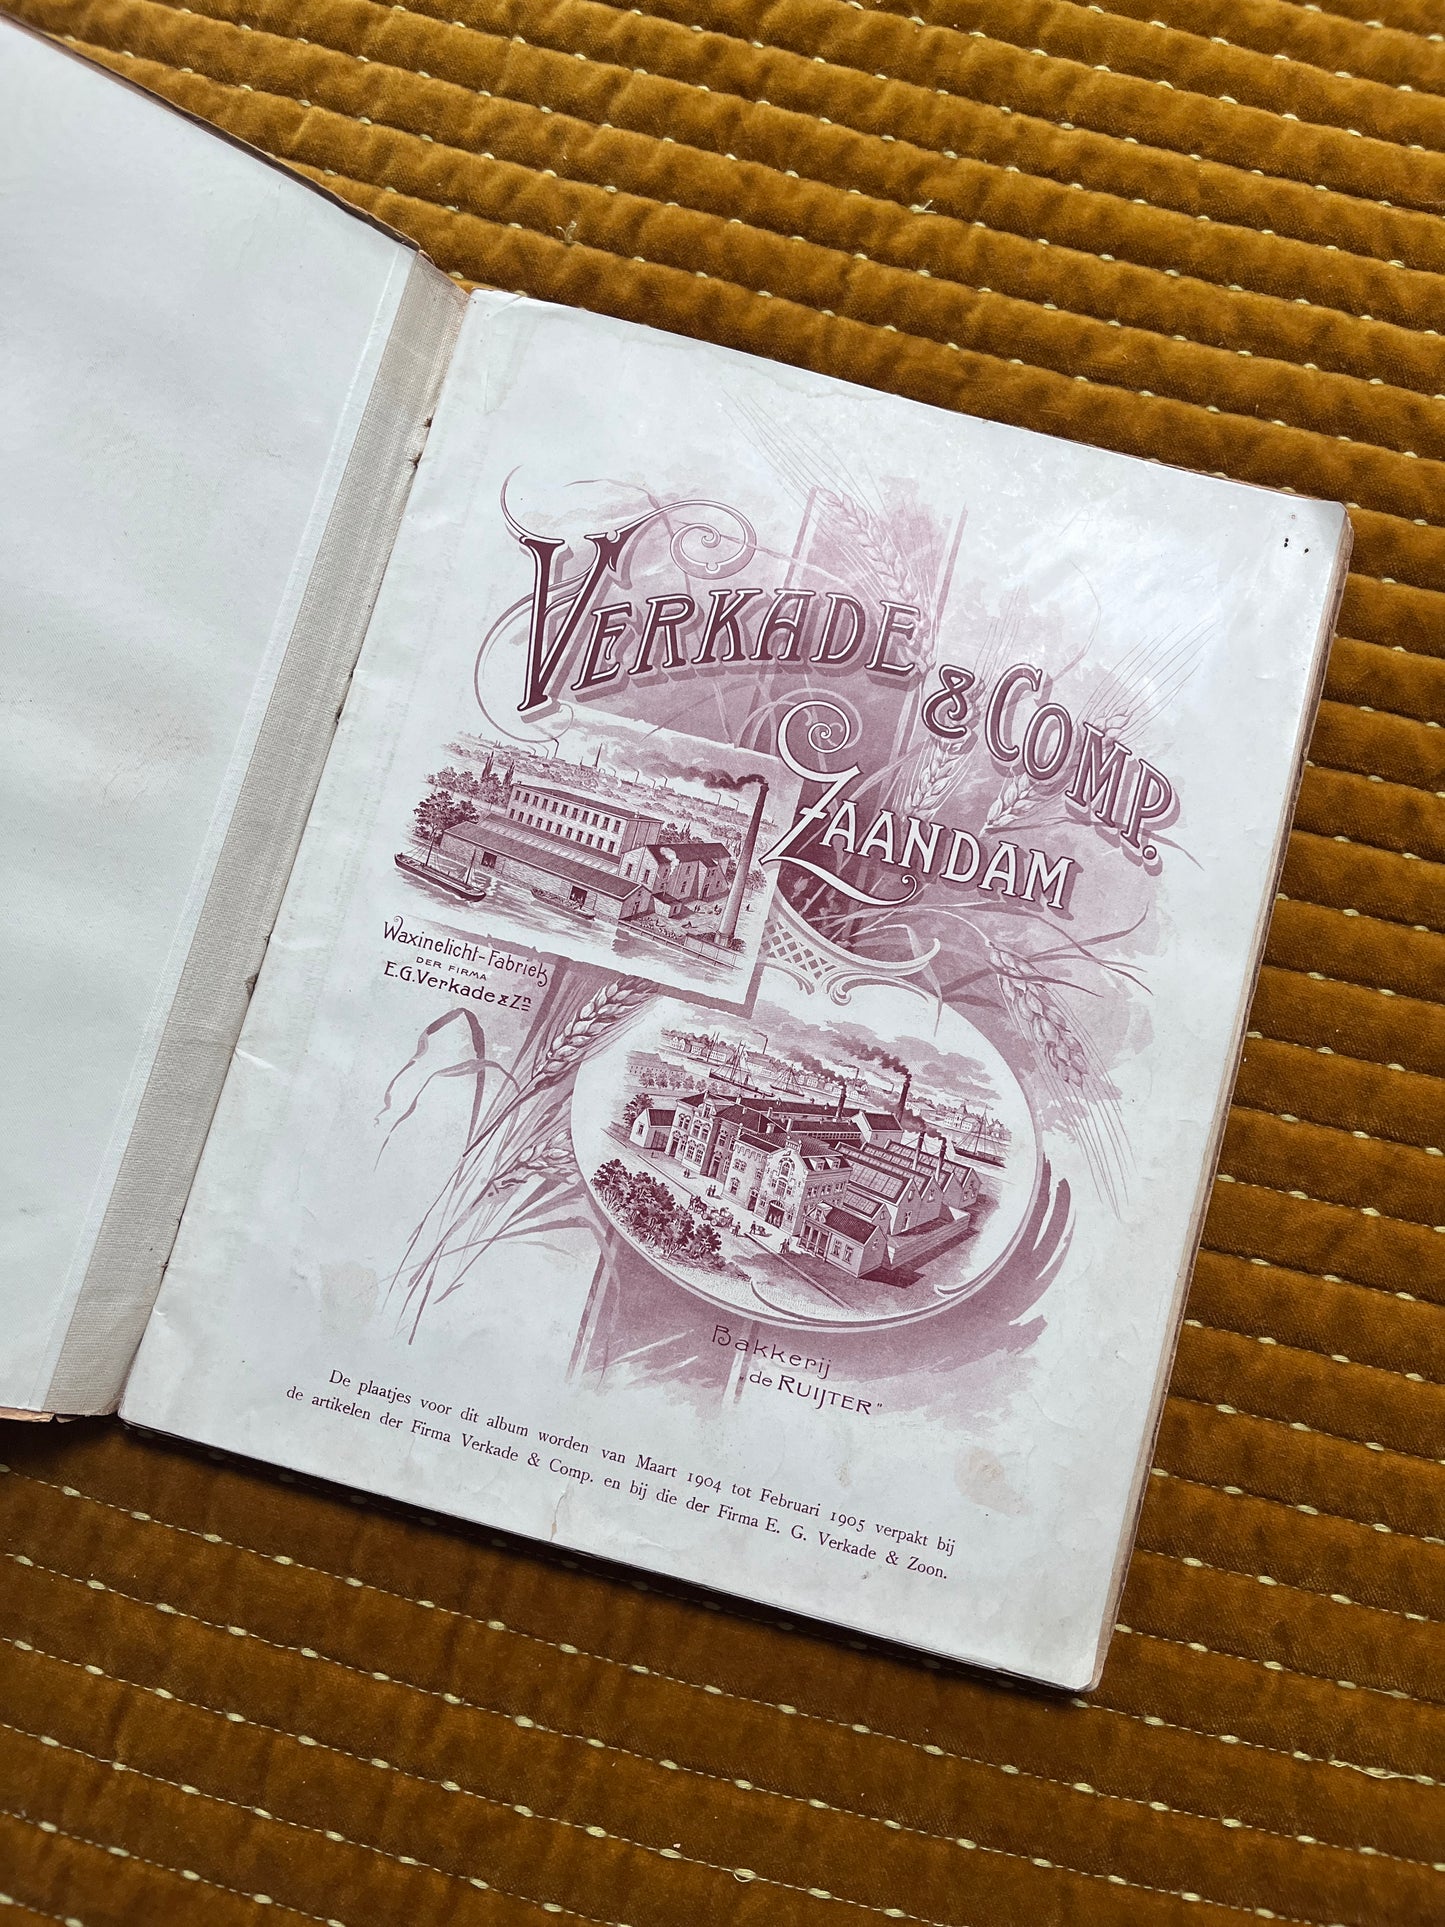 VERKADE & COMP.
ZAANDAM
Waxinelicht-Fabriek
DER FIRMA
E.G. Verkade & Zn
Bakkerij
„de RUIJTER”
De plaatjes voor dit album worden van Maart 1904 tot Februari 1905 verpakt bij
de artikelen der Firma Verkade & Comp. en bij die der Firma E. G. Verkade & Zoon.